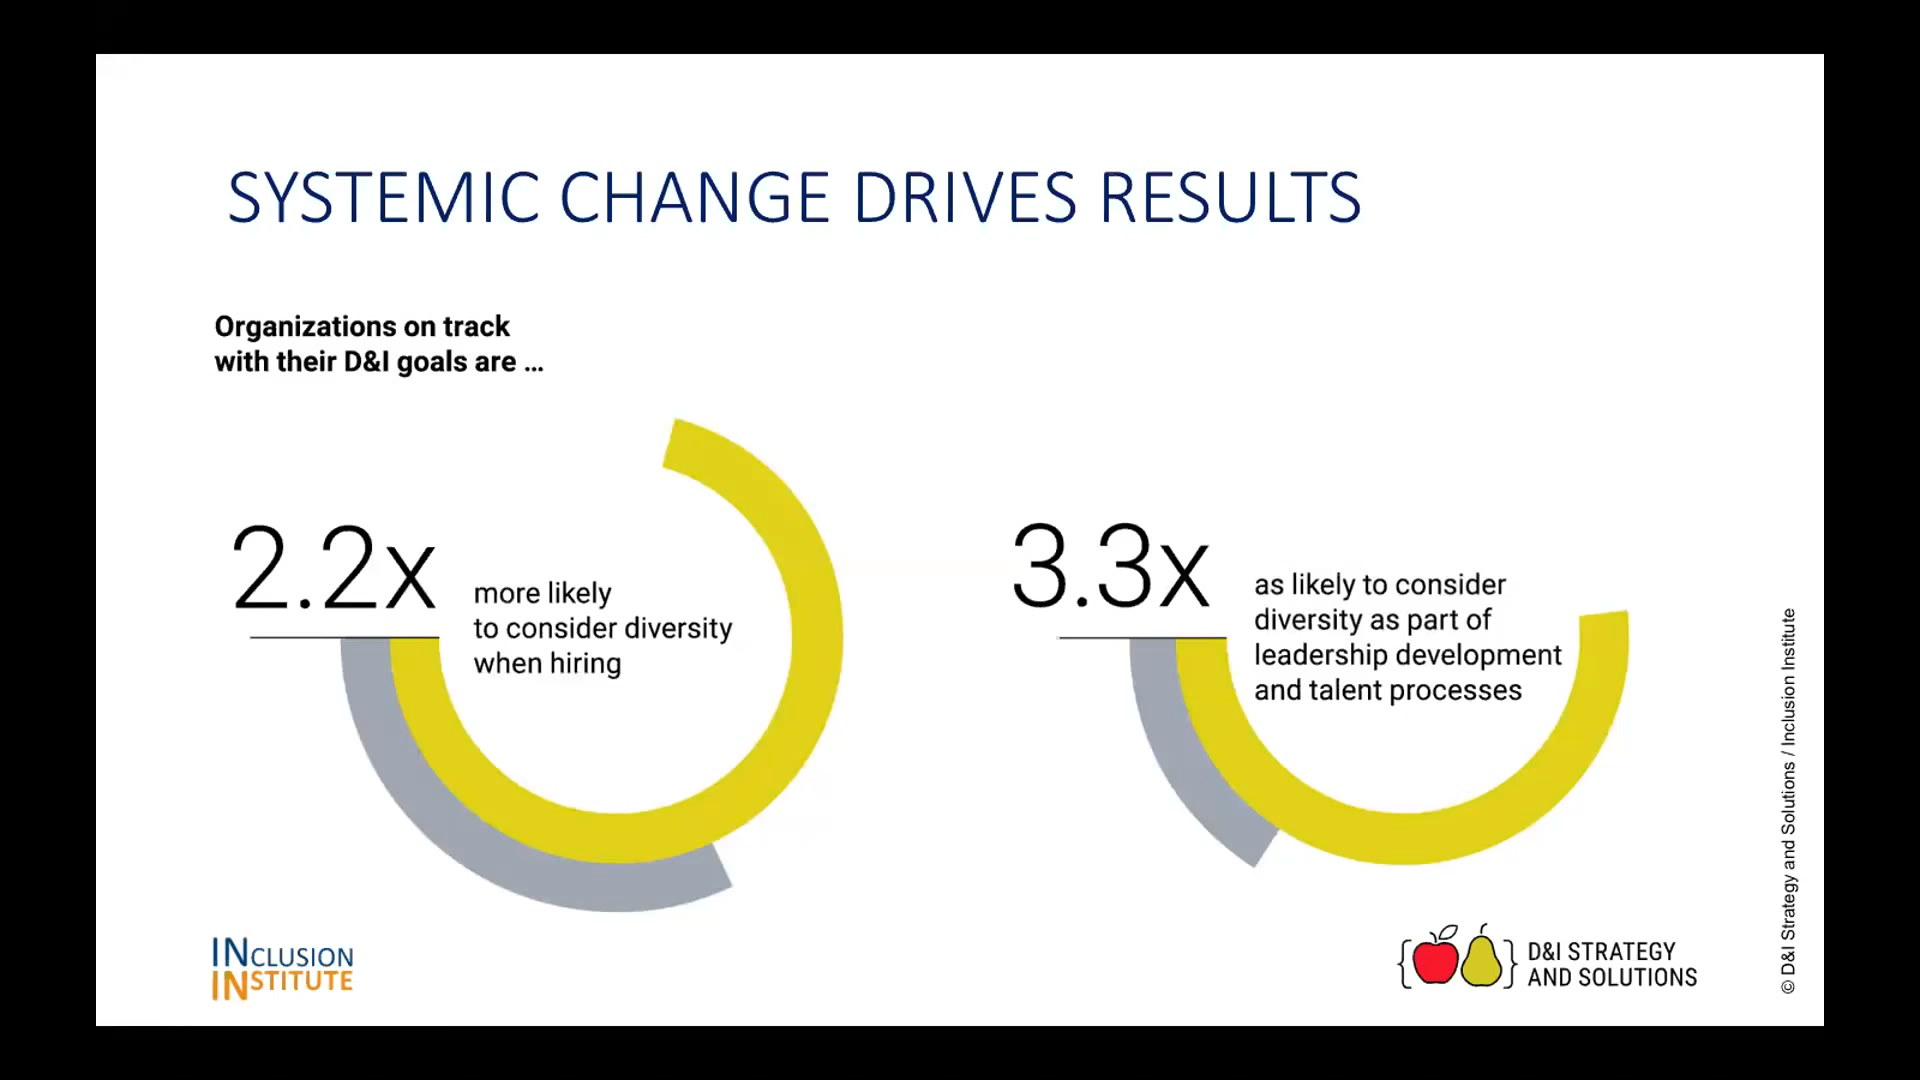 SYSTEMIC CHANGE DRIVES RESULTS
Organizations on track
with their D&I goals are ...
2.2x
more likely
to consider diversity
when hiring
3.3x
as likely to consider
diversity as part of
leadership development
and talent processes
INCLUSION
INSTITUTE
D&I STRATEGY
AND SOLUTIONS
© D&I Strategy and Solutions / Inclusion Institute